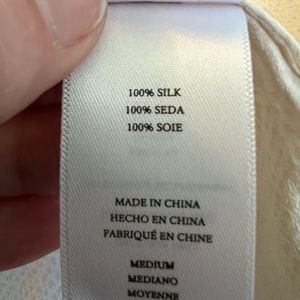 100% SILK
100% SEDA
100% SOIE
MADE IN CHINA
HECHO EN CHINA
FABRIQUÉ EN CHINE
MEDIUM
MEDIANO
MOYENNE